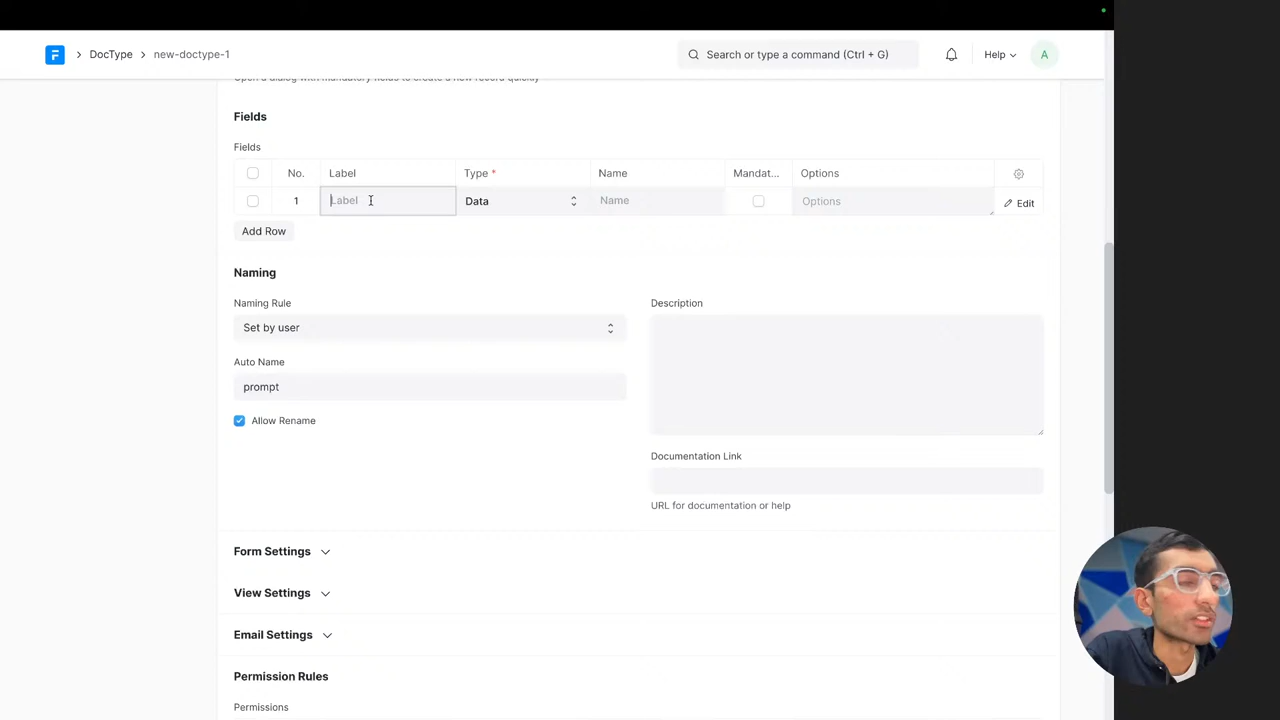 F
DocType
new-doctype-1
Search or type a command (Ctrl + G)
Help
A
Open a dialog with mandatory fields to create a new record quickly
Fields
Fields
No.
Label
Type *
Name
Mandat...
Options
1
Label
Data
Name
Options
Edit
Add Row
Naming
Naming Rule
Description
Set by user
Auto Name
prompt
Allow Rename
Documentation Link
URL for documentation or help
Form Settings
View Settings
Email Settings
Permission Rules
Permissions